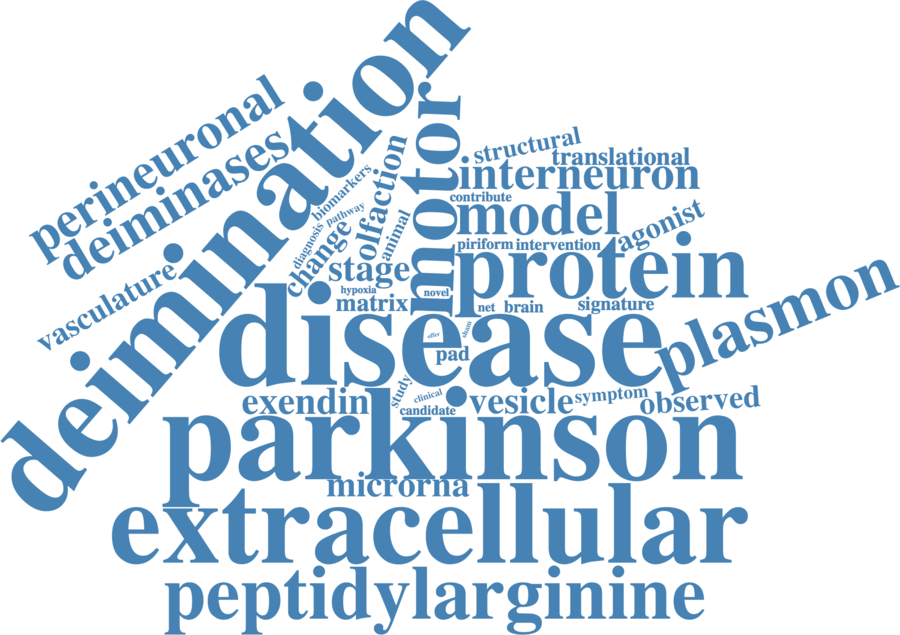 deimination
perineuronal
deiminases
vasculature
motor
olfaction
biomarkers
pathway
diagnosis
change
animal
structural
translational
interneuron
contribute
model
agonist
piriform
intervention
protein
stage
hypoxia
novel
matrix
net
brain
signature
plasmon
disease
offer
sham
pad
study
clinical
exendin
candidate
vesicle
symptom
observed
parkinson
microrna
extracellular
peptidylarginine